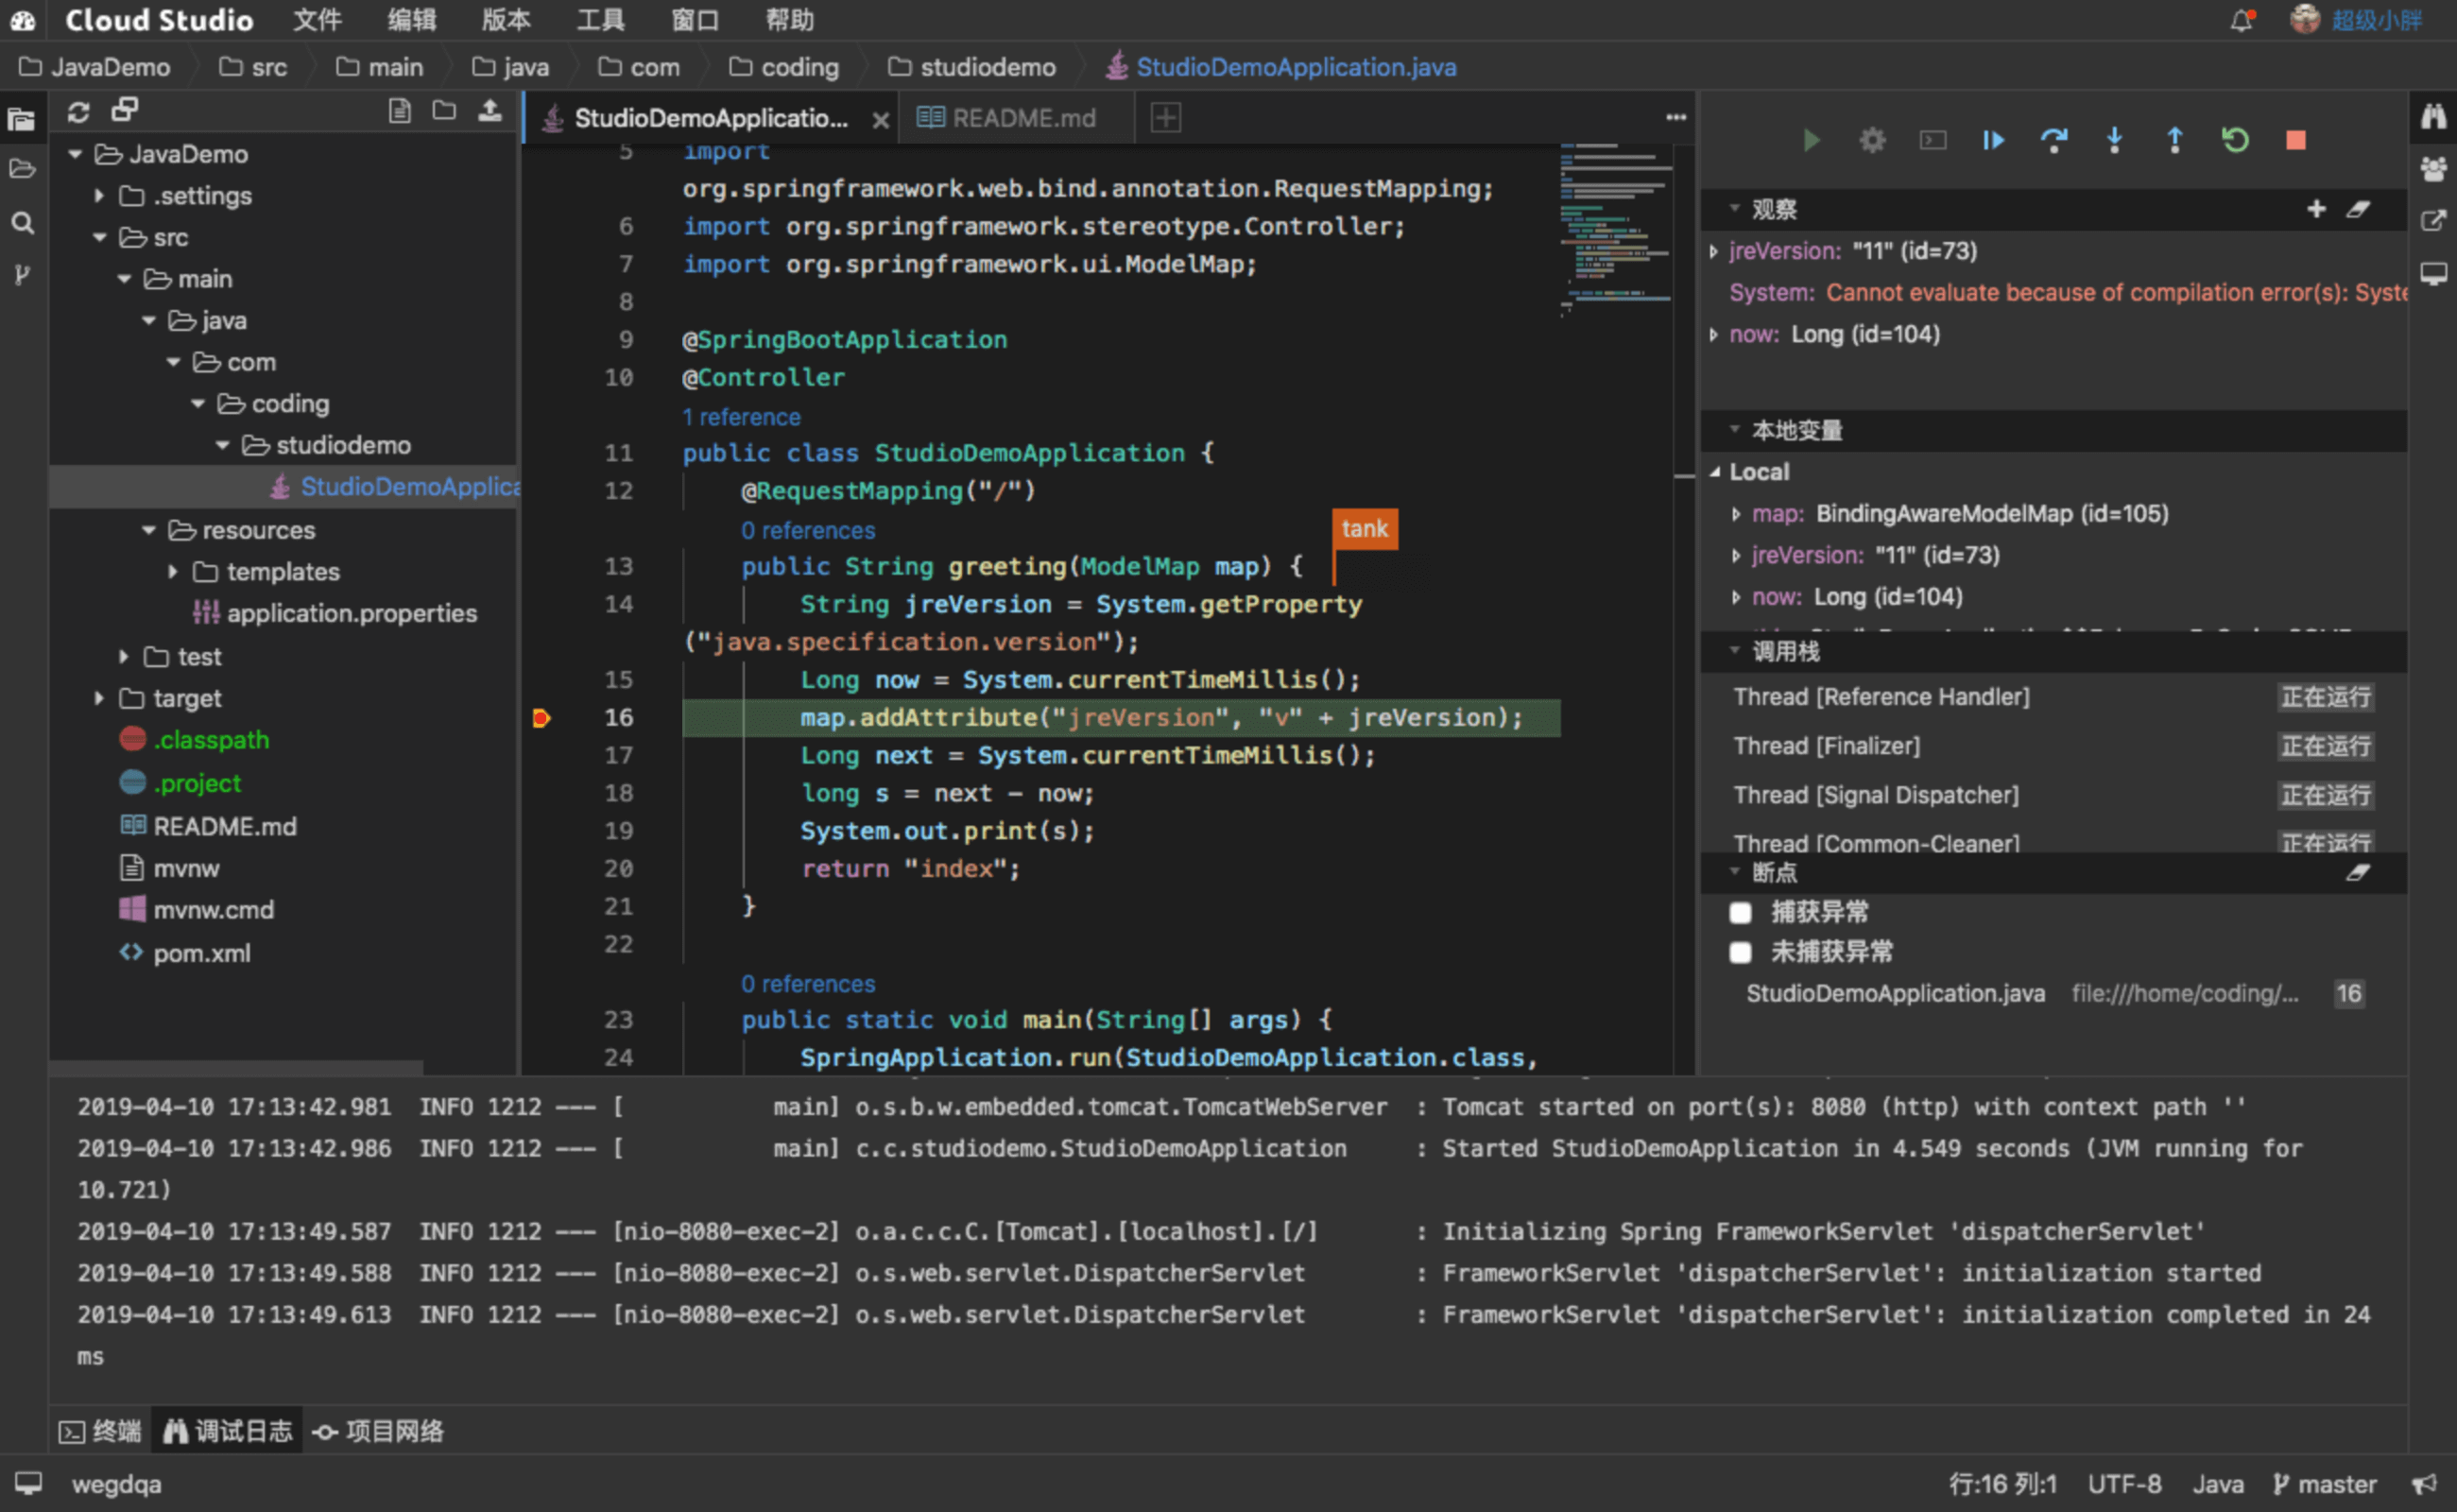 Cloud Studio 文件 编辑 版本 工具 窗口 帮助 超级小胖
JavaDemo src main java com coding studiodemo StudioDemoApplication.java
JavaDemo
.settings
src
main
java
com
coding
studiodemo
StudioDemoApplica
resources
templates
application.properties
test
target
.classpath
.project
README.md
mvnw
mvnw.cmd
pom.xml
StudioDemoApplicatio... README.md
5 import
org.springframework.web.bind.annotation.RequestMapping;
6 import org.springframework.stereotype.Controller;
7 import org.springframework.ui.ModelMap;
8
9 @SpringBootApplication
10 @Controller
1 reference
11 public class StudioDemoApplication {
12 @RequestMapping("/")
0 references
tank
13 public String greeting(ModelMap map) {
14 String jreVersion = System.getProperty
("java.specification.version");
15 Long now = System.currentTimeMillis();
16 map.addAttribute("jreVersion", "v" + jreVersion);
17 Long next = System.currentTimeMillis();
18 long s = next - now;
19 System.out.print(s);
20 return "index";
21 }
22
0 references
23 public static void main(String[] args) {
24 SpringApplication.run(StudioDemoApplication.class,
观察
jreVersion: "11" (id=73)
System: Cannot evaluate because of compilation error(s): Syste
now: Long (id=104)
本地变量
Local
map: BindingAwareModelMap (id=105)
jreVersion: "11" (id=73)
now: Long (id=104)
调用栈
Thread [Reference Handler] 正在运行
Thread [Finalizer] 正在运行
Thread [Signal Dispatcher] 正在运行
Thread [Common-Cleaner] 正在运行
断点
捕获异常
未捕获异常
StudioDemoApplication.java file:///home/coding/... 16
2019-04-10 17:13:42.981 INFO 1212 --- [ main] o.s.b.w.embedded.tomcat.TomcatWebServer : Tomcat started on port(s): 8080 (http) with context path ''
2019-04-10 17:13:42.986 INFO 1212 --- [ main] c.c.studiodemo.StudioDemoApplication : Started StudioDemoApplication in 4.549 seconds (JVM running for
10.721)
2019-04-10 17:13:49.587 INFO 1212 --- [nio-8080-exec-2] o.a.c.c.C.[Tomcat].[localhost].[/] : Initializing Spring FrameworkServlet 'dispatcherServlet'
2019-04-10 17:13:49.588 INFO 1212 --- [nio-8080-exec-2] o.s.web.servlet.DispatcherServlet : FrameworkServlet 'dispatcherServlet': initialization started
2019-04-10 17:13:49.613 INFO 1212 --- [nio-8080-exec-2] o.s.web.servlet.DispatcherServlet : FrameworkServlet 'dispatcherServlet': initialization completed in 24
ms
终端 调试日志 项目网络
wegdqa 行:16 列:1 UTF-8 Java master